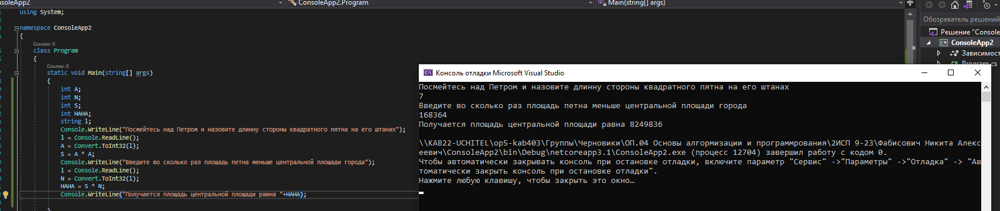 nsoleApp2
ConsoleApp2.Program
Main(string[] args)
using System;
namespace ConsoleApp2
{
Ссылок: 0
class Program
{
Ссылок: 0
static void Main(string[] args)
{
int A;
int N;
int S;
int HAHA;
string l;
Console.WriteLine("Посмейтесь над Петром и назовите длинну стороны квадратного пятна на его штанах");
l = Console.ReadLine();
A = Convert.ToInt32(l);
S = A * A;
Console.WriteLine("Введите во сколько раз площадь петна меньше центральной площади города");
l = Console.ReadLine();
N = Convert.ToInt32(l);
HAHA = S * N;
Console.WriteLine("Получается площадь центральной площади равна "+HAHA);
}
Обозреватель решений
Решение "Console
C# ConsoleApp2
Зависимост
C# Program.cs
C:\ Консоль отладки Microsoft Visual Studio
Посмейтесь над Петром и назовите длинну стороны квадратного пятна на его штанах
7
Введите во сколько раз площадь петна меньше центральной площади города
168364
Получается площадь центральной площади равна 8249836
\\KAB22-UCHITEL\op5-kab403\Группы\Черновики\ОП.04 Основы алгормизации и программрования\2ИСП 9-23\Фабисович Никита Алекс
еевич\ConsoleApp2\bin\Debug\netcoreapp3.1\ConsoleApp2.exe (процесс 12704) завершил работу с кодом 0.
Чтобы автоматически закрывать консоль при остановке отладки, включите параметр "Сервис" ->"Параметры" ->"Отладка" -> "Ав
томатически закрыть консоль при остановке отладки".
Нажмите любую клавишу, чтобы закрыть это окно…